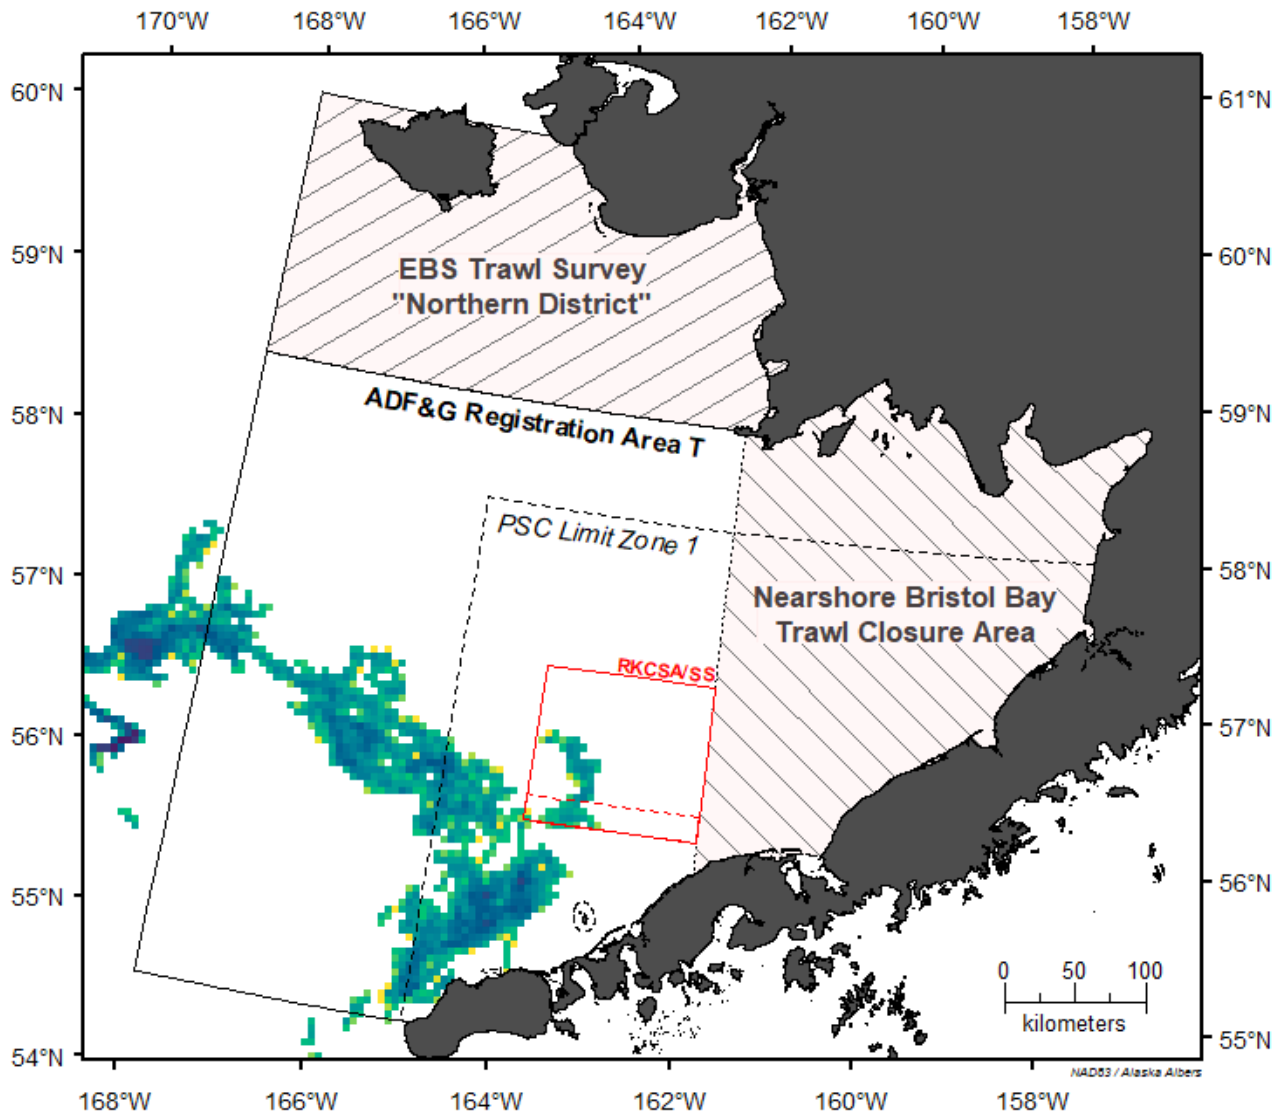 170°W 168°W 166°W 164°W 162°W 160°W 158°W
60°N
61°N
59°N
60°N
EBS Trawl Survey
"Northern District"
58°N
59°N
ADF&G Registration Area T
PSC Limit Zone 1
57°N
58°N
Nearshore Bristol Bay
Trawl Closure Area
RKCSA/SS
56°N
57°N
55°N
56°N
0 50 100
kilometers
54°N
55°N
NAD83 / Alaska Albers
168°W 166°W 164°W 162°W 160°W 158°W